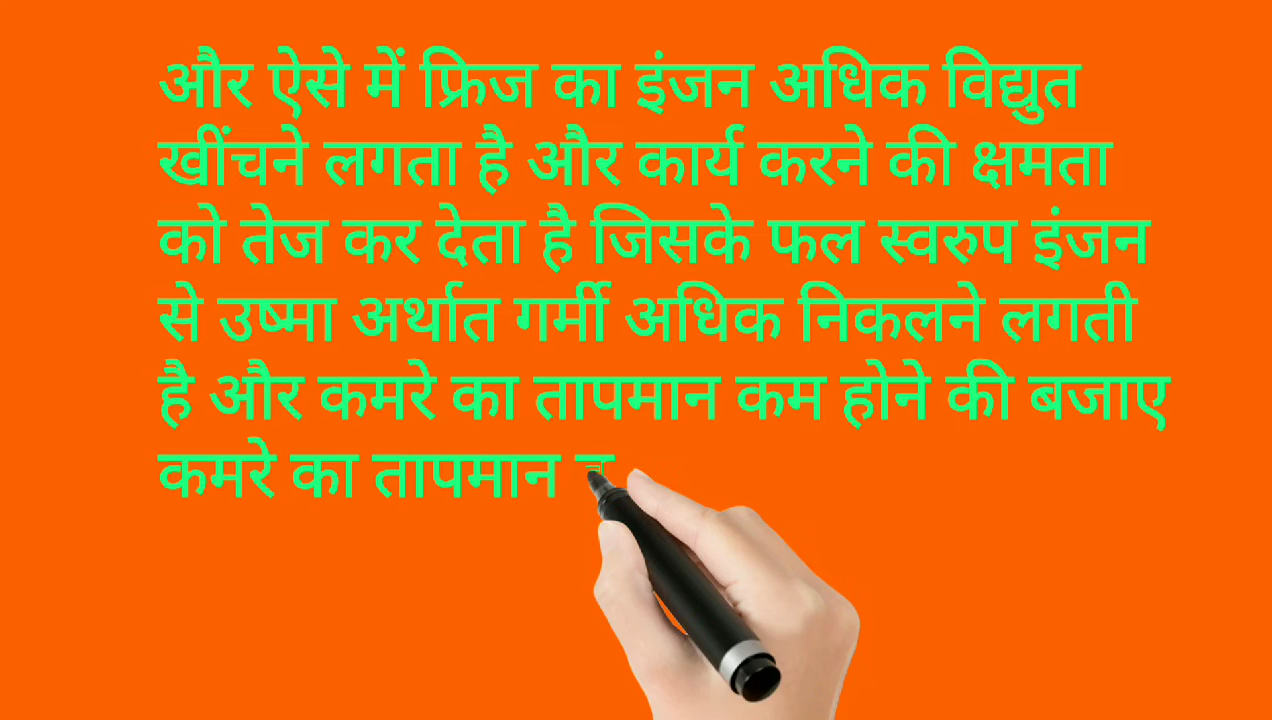 और ऐसे में फ्रिज का इंजन अधिक विद्युत
खींचने लगता है और कार्य करने की क्षमता
को तेज कर देता है जिसके फल स्वरुप इंजन
से उष्मा अर्थात गर्मी अधिक निकलने लगती
है और कमरे का तापमान कम होने की बजाए
कमरे का तापमान